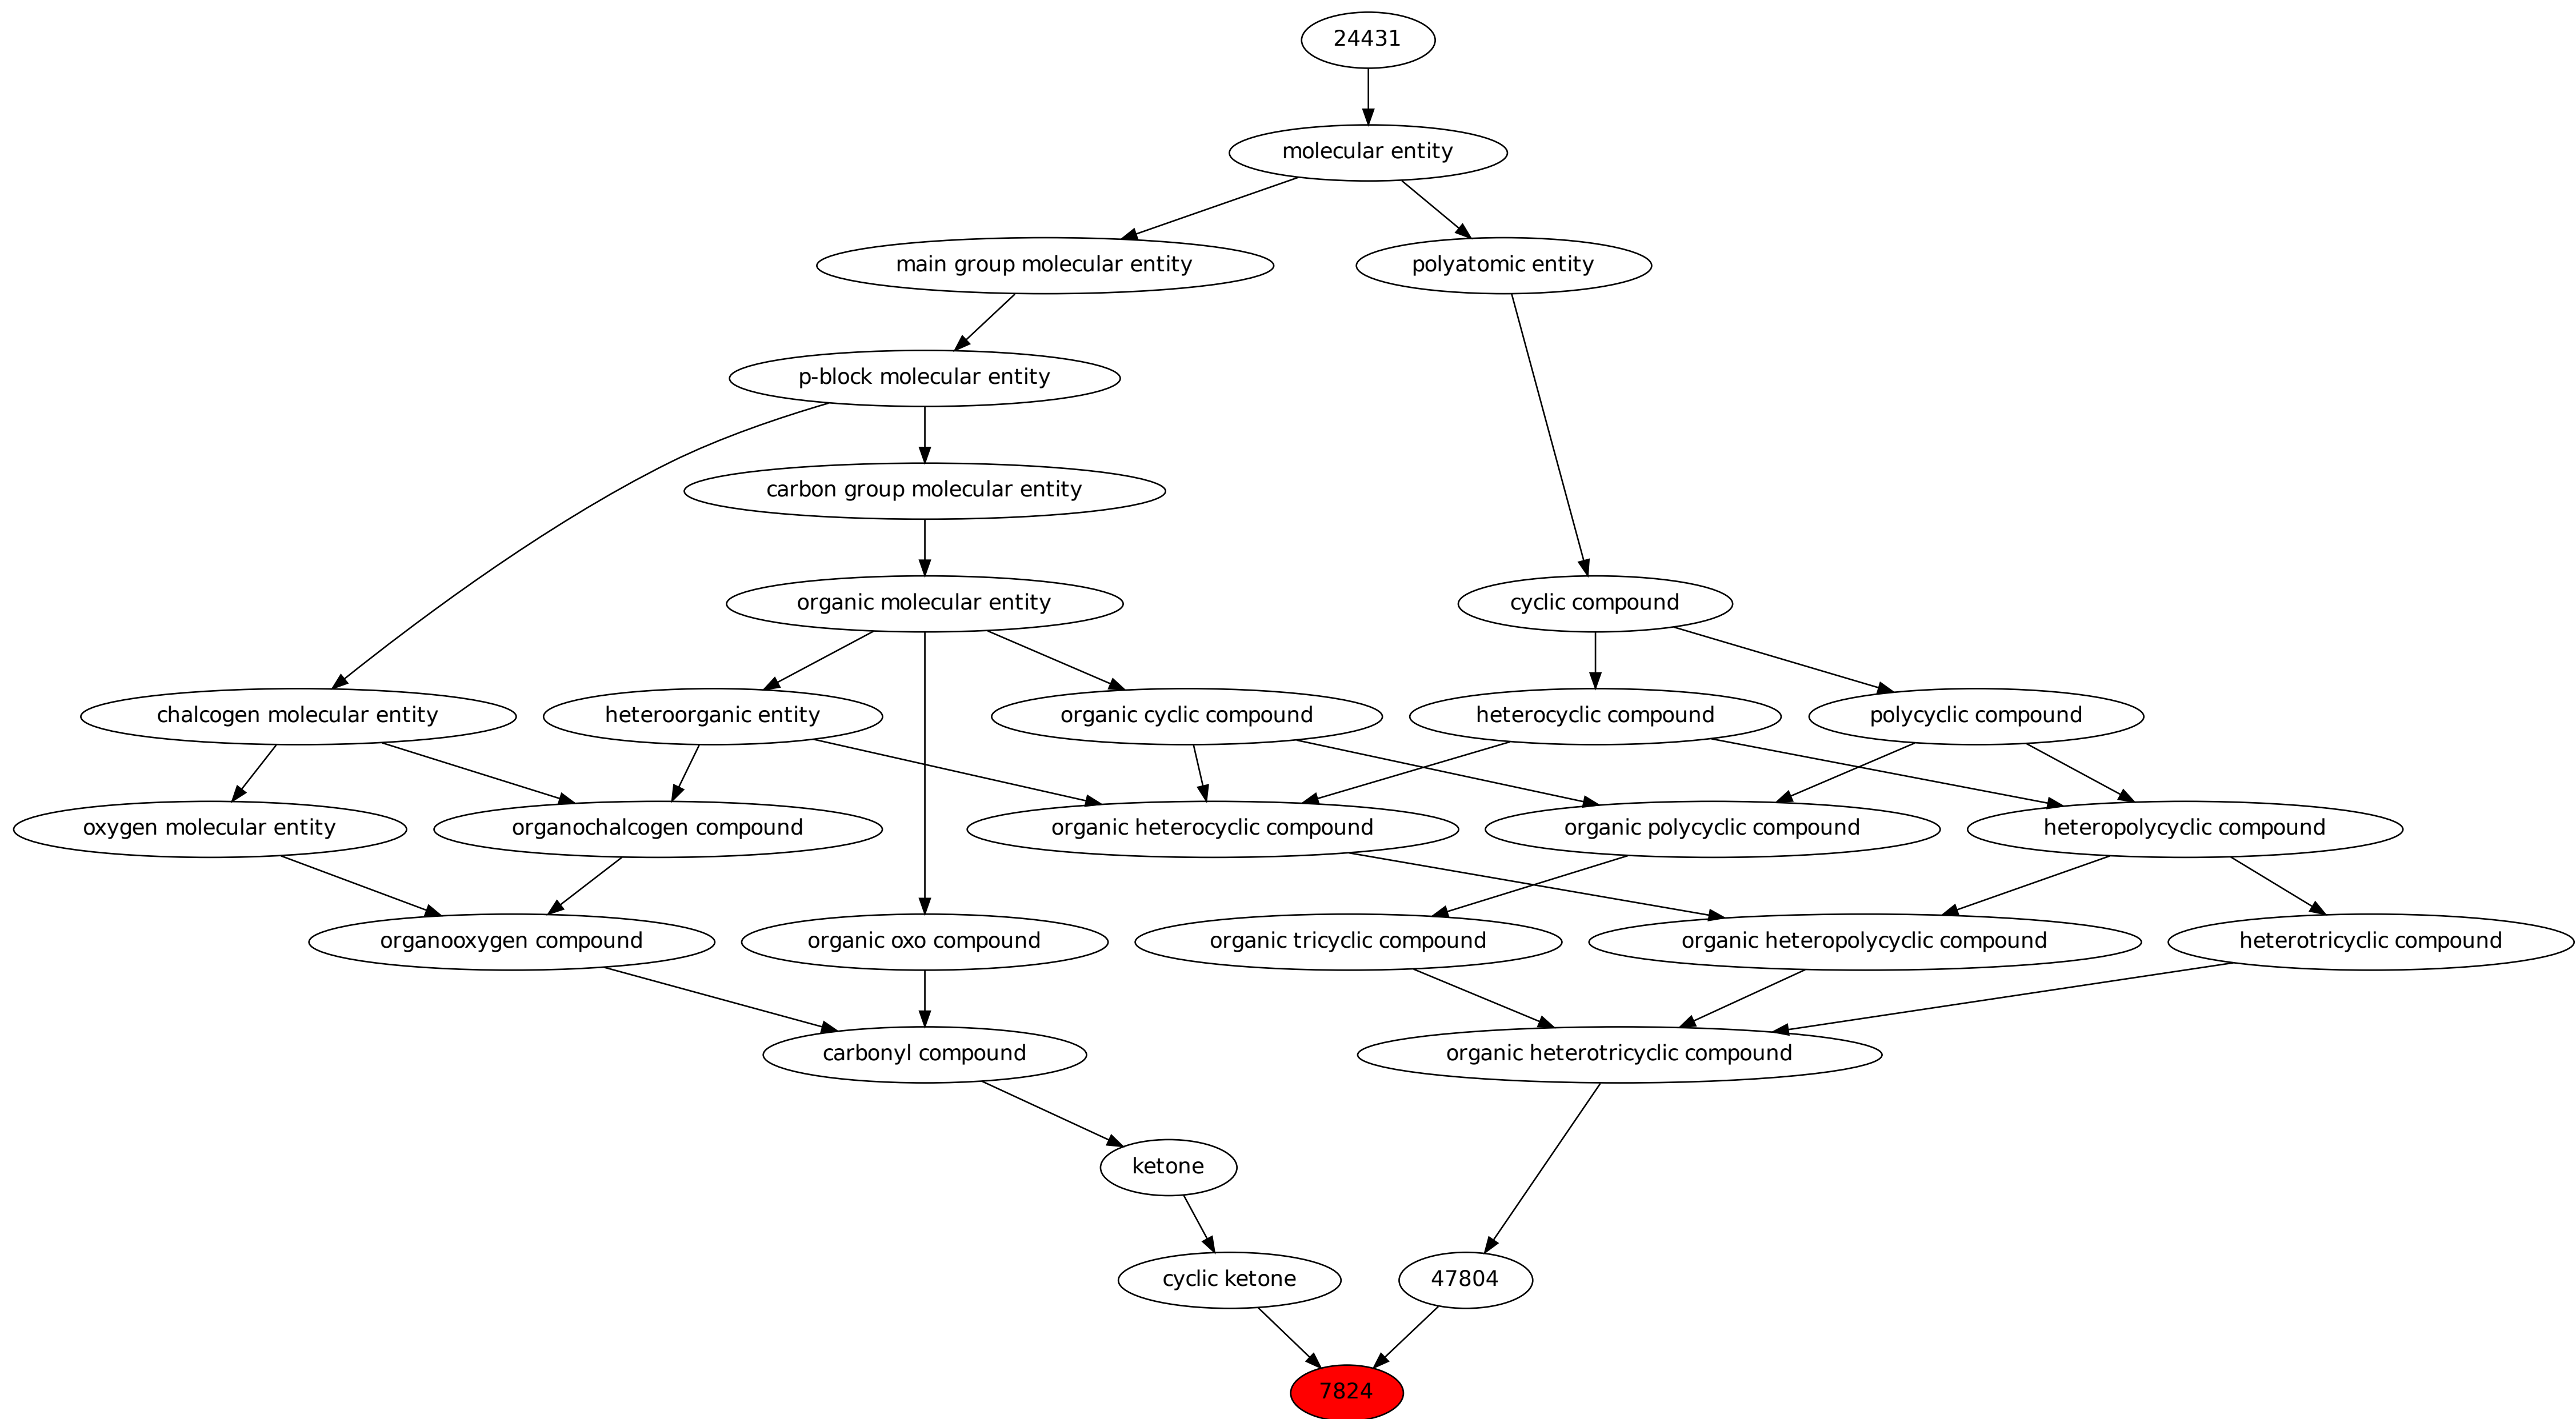 24431
molecular entity
main group molecular entity
polyatomic entity
p-block molecular entity
carbon group molecular entity
organic molecular entity
cyclic compound
chalcogen molecular entity
heteroorganic entity
organic cyclic compound
heterocyclic compound
polycyclic compound
oxygen molecular entity
organochalcogen compound
organic heterocyclic compound
organic polycyclic compound
heteropolycyclic compound
organooxygen compound
organic oxo compound
organic tricyclic compound
organic heteropolycyclic compound
heterotricyclic compound
carbonyl compound
organic heterotricyclic compound
ketone
cyclic ketone
47804
7824